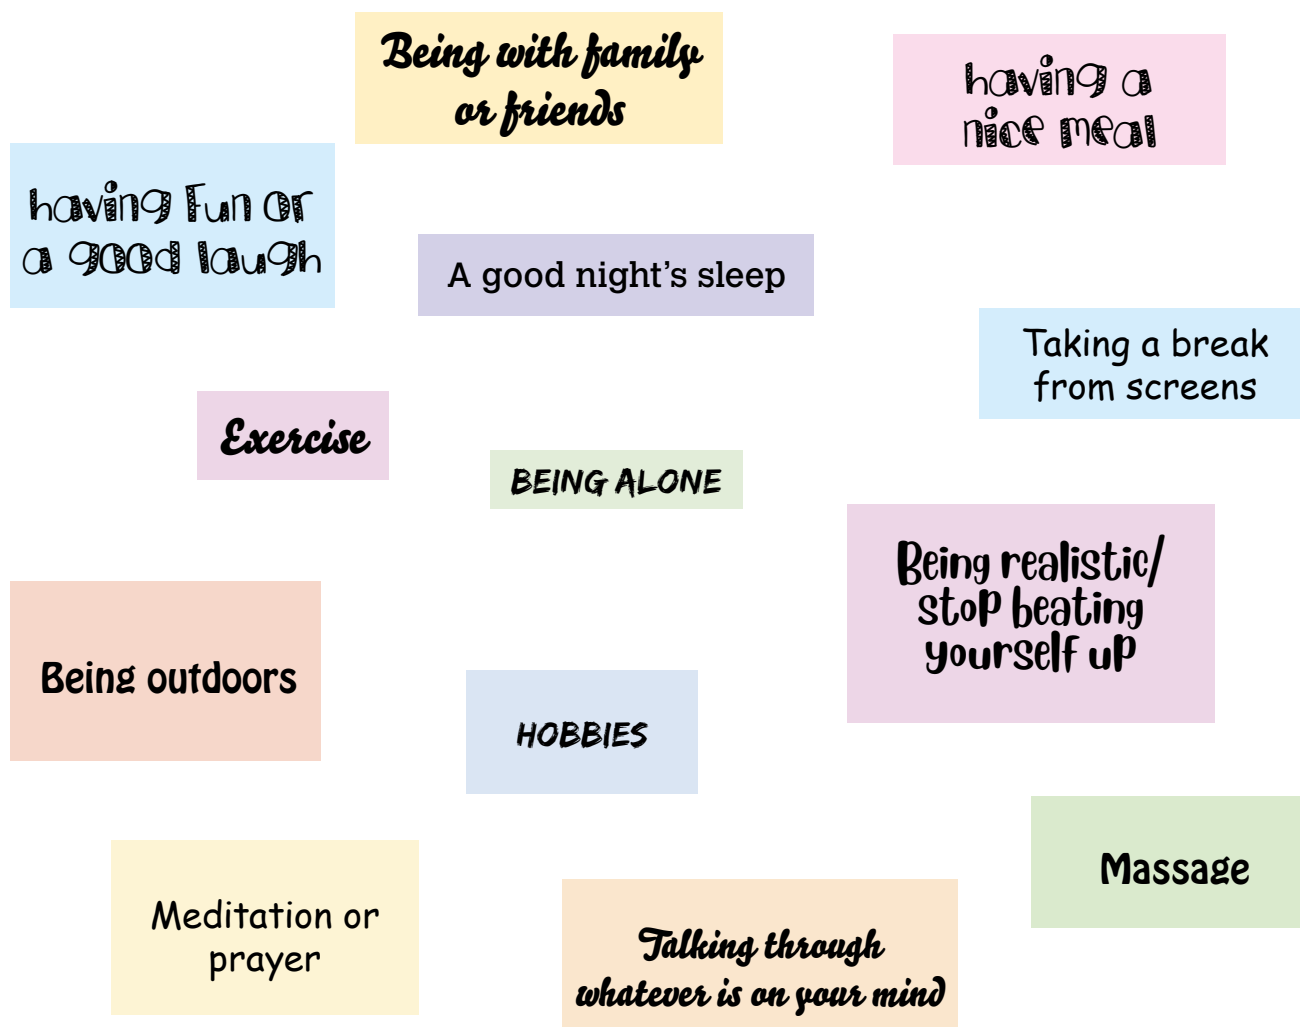 Being with family
or friends
having a
nice meal
having Fun or
a good laugh
A good night's sleep
Taking a break
from screens
Exercise
BEING ALONE
Being realistic/
stop beating
yourself up
Being outdoors
HOBBIES
Massage
Meditation or
prayer
Talking through
whatever is on your mind